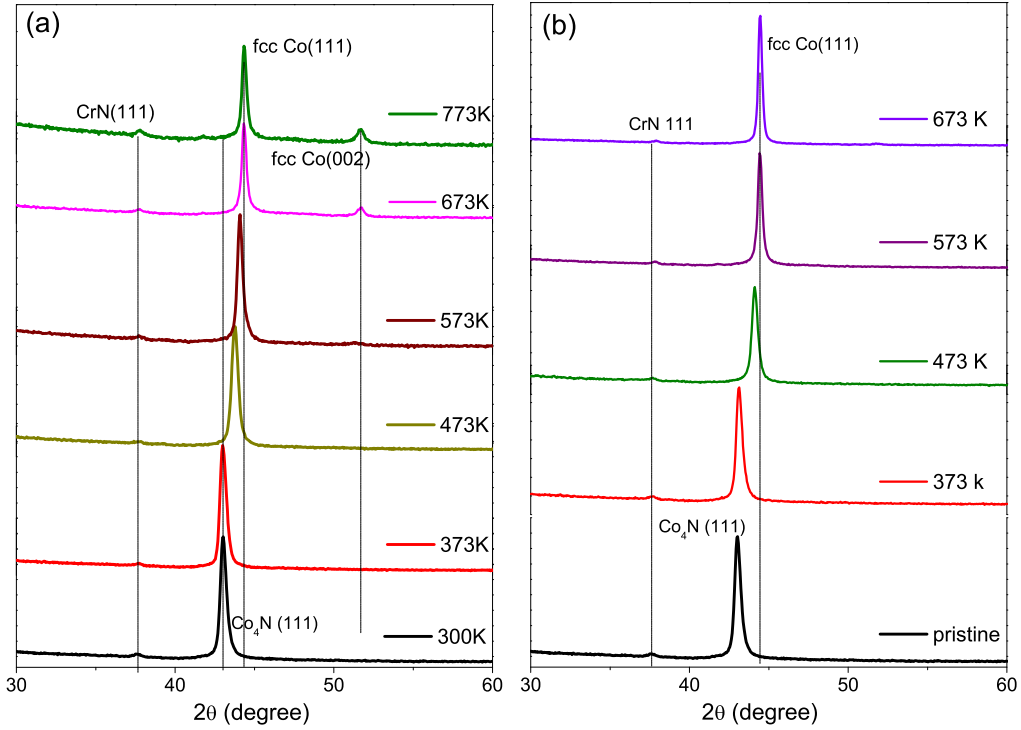 (a)
fcc Co(111)
CrN(111)
773K
fcc Co(002)
673K
573K
473K
373K
Co₄N (111)
300K
30 40 50 60
2θ (degree)
(b)
fcc Co(111)
CrN 111
673 K
573 K
473 K
373 k
Co₄N (111)
pristine
30 40 50 60
2θ (degree)